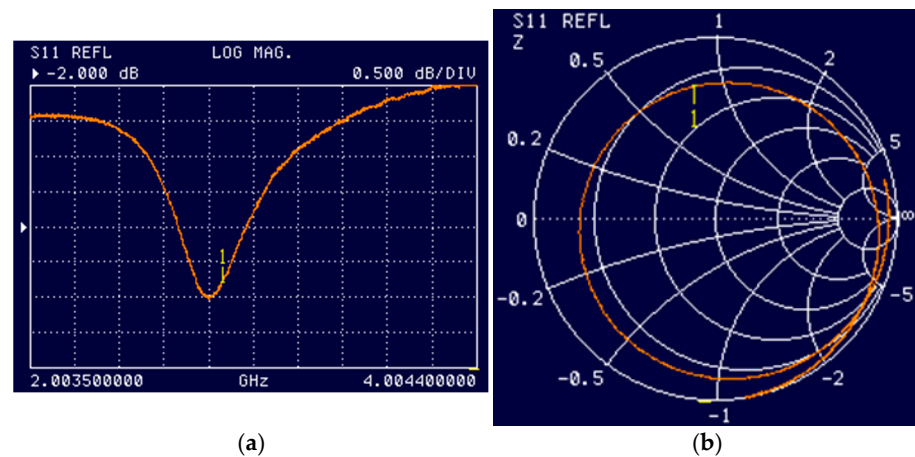 S11 REFL LOG MAG.
-2.000 dB 0.500 dB/DIV
1
2.003500000 GHz 4.004400000
(a)
S11 REFL
Z
1
0.5
2
1
0.2
5
0
∞
-0.2
-5
-0.5
-2
-1
(b)